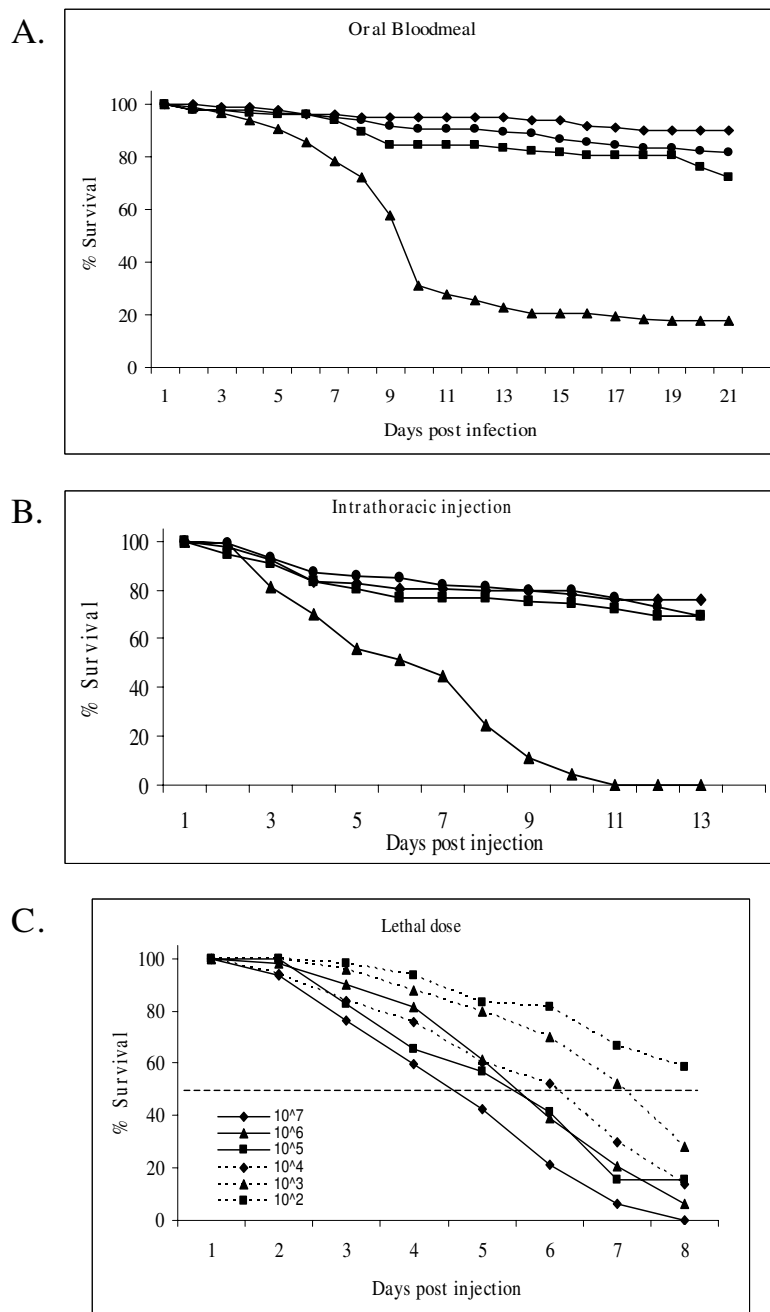 A.
Oral Bloodmeal
% Survival
100
80
60
40
20
0
1 3 5 7 9 11 13 15 17 19 21
Days post infection
B.
Intrathoracic injection
% Survival
100
80
60
40
20
0
1 3 5 7 9 11 13
Days post injection
C.
Lethal dose
% Survival
100
80
60
40
20
0
10^7
10^6
10^5
10^4
10^3
10^2
1 2 3 4 5 6 7 8
Days post injection